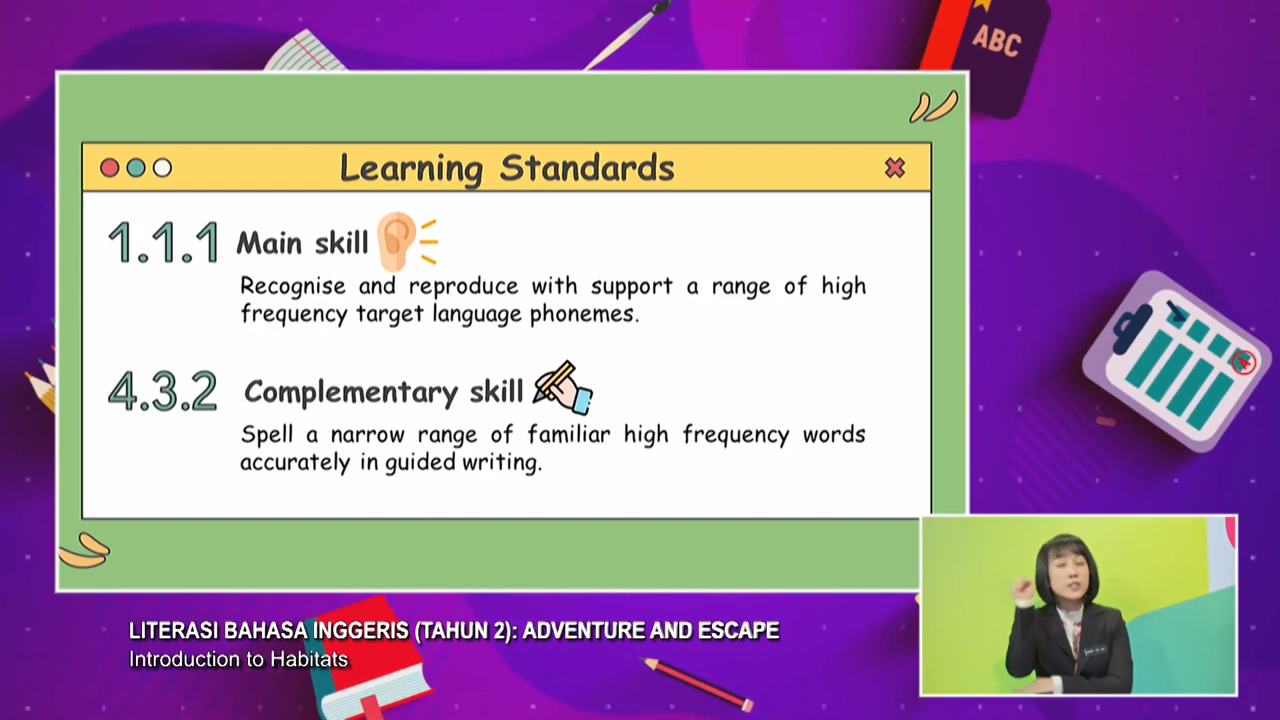 ABC
Learning Standards
1.1.1 Main skill
Recognise and reproduce with support a range of high
frequency target language phonemes.
4.3.2 Complementary skill
Spell a narrow range of familiar high frequency words
accurately in guided writing.
LITERASI BAHASA INGGERIS (TAHUN 2): ADVENTURE AND ESCAPE
Introduction to Habitats